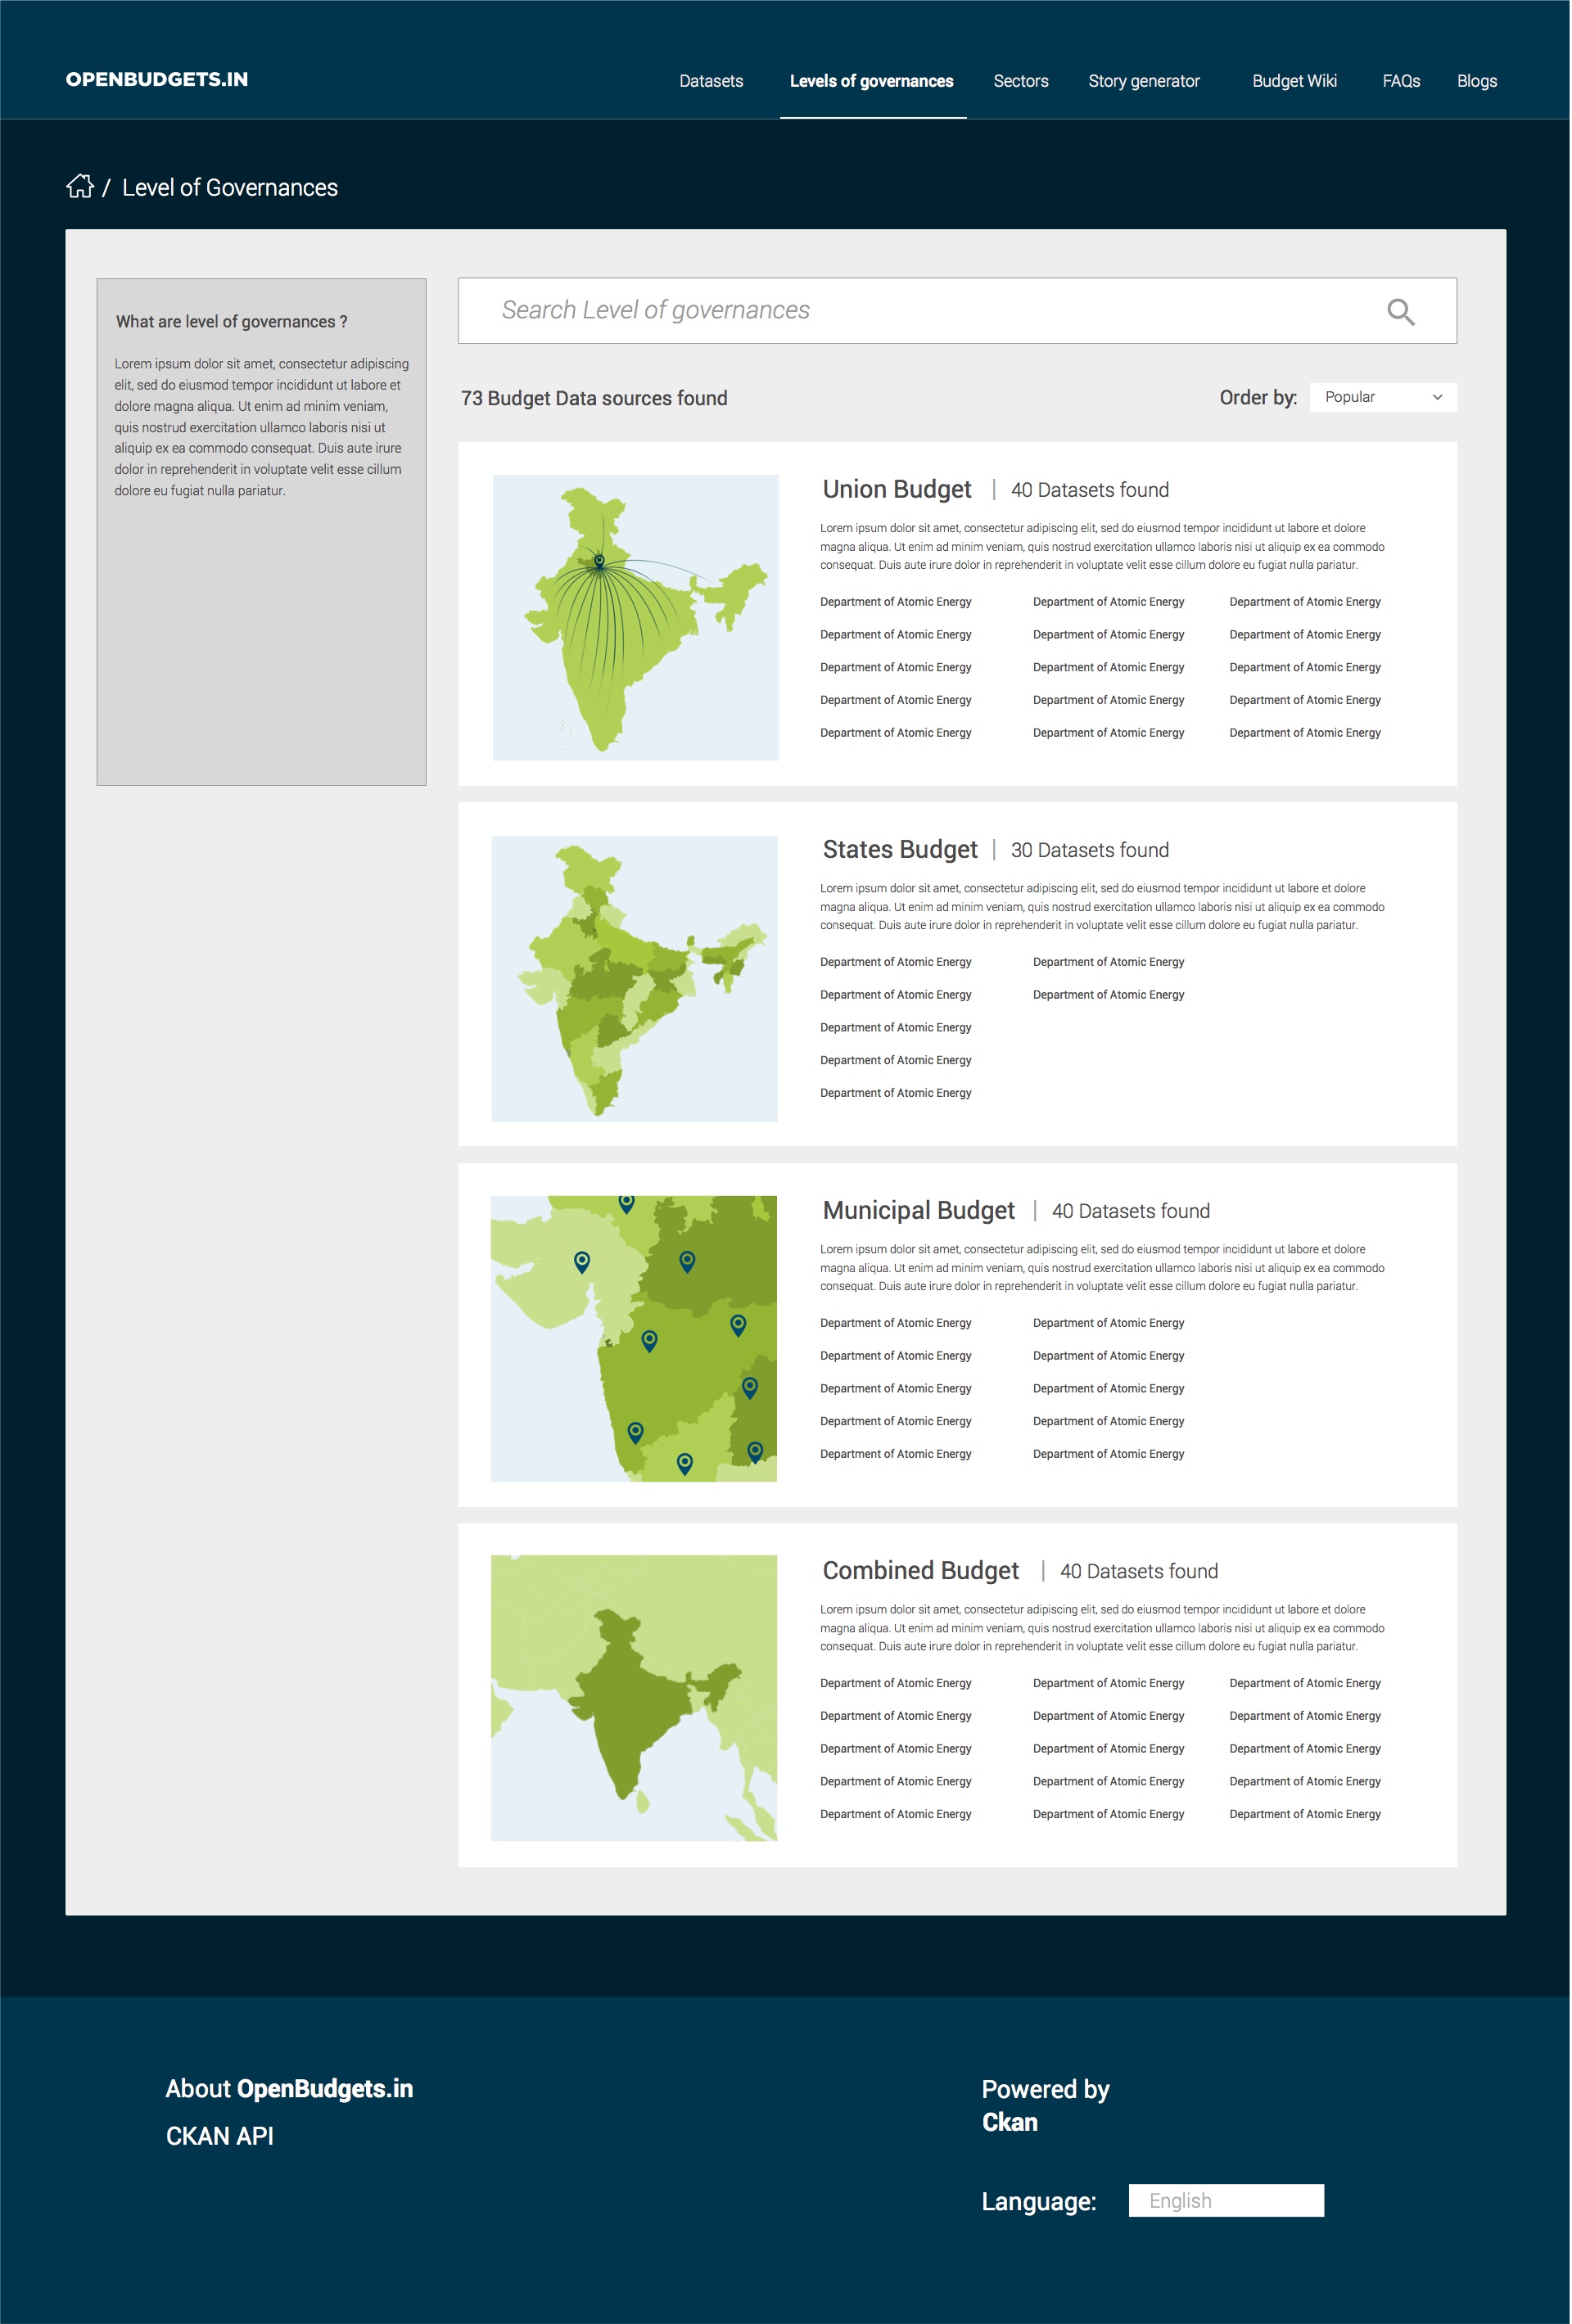 OPENBUDGETS.IN
Datasets Levels of governances Sectors Story generator Budget Wiki FAQs Blogs
/ Level of Governances
What are level of governances ?
Lorem ipsum dolor sit amet, consectetur adipiscing
elit, sed do eiusmod tempor incididunt ut labore et
dolore magna aliqua. Ut enim ad minim veniam,
quis nostrud exercitation ullamco laboris nisi ut
aliquip ex ea commodo consequat. Duis aute irure
dolor in reprehenderit in voluptate velit esse cillum
dolore eu fugiat nulla pariatur.
Search Level of governances
73 Budget Data sources found
Order by: Popular
Union Budget | 40 Datasets found
Lorem ipsum dolor sit amet, consectetur adipiscing elit, sed do eiusmod tempor incididunt ut labore et dolore
magna aliqua. Ut enim ad minim veniam, quis nostrud exercitation ullamco laboris nisi ut aliquip ex ea commodo
consequat. Duis aute irure dolor in reprehenderit in voluptate velit esse cillum dolore eu fugiat nulla pariatur.
Department of Atomic Energy Department of Atomic Energy Department of Atomic Energy
Department of Atomic Energy Department of Atomic Energy Department of Atomic Energy
Department of Atomic Energy Department of Atomic Energy Department of Atomic Energy
Department of Atomic Energy Department of Atomic Energy Department of Atomic Energy
Department of Atomic Energy Department of Atomic Energy Department of Atomic Energy
States Budget | 30 Datasets found
Lorem ipsum dolor sit amet, consectetur adipiscing elit, sed do eiusmod tempor incididunt ut labore et dolore
magna aliqua. Ut enim ad minim veniam, quis nostrud exercitation ullamco laboris nisi ut aliquip ex ea commodo
consequat. Duis aute irure dolor in reprehenderit in voluptate velit esse cillum dolore eu fugiat nulla pariatur.
Department of Atomic Energy Department of Atomic Energy
Department of Atomic Energy Department of Atomic Energy
Department of Atomic Energy
Department of Atomic Energy
Department of Atomic Energy
Municipal Budget | 40 Datasets found
Lorem ipsum dolor sit amet, consectetur adipiscing elit, sed do eiusmod tempor incididunt ut labore et dolore
magna aliqua. Ut enim ad minim veniam, quis nostrud exercitation ullamco laboris nisi ut aliquip ex ea commodo
consequat. Duis aute irure dolor in reprehenderit in voluptate velit esse cillum dolore eu fugiat nulla pariatur.
Department of Atomic Energy Department of Atomic Energy
Department of Atomic Energy Department of Atomic Energy
Department of Atomic Energy Department of Atomic Energy
Department of Atomic Energy Department of Atomic Energy
Department of Atomic Energy Department of Atomic Energy
Combined Budget | 40 Datasets found
Lorem ipsum dolor sit amet, consectetur adipiscing elit, sed do eiusmod tempor incididunt ut labore et dolore
magna aliqua. Ut enim ad minim veniam, quis nostrud exercitation ullamco laboris nisi ut aliquip ex ea commodo
consequat. Duis aute irure dolor in reprehenderit in voluptate velit esse cillum dolore eu fugiat nulla pariatur.
Department of Atomic Energy Department of Atomic Energy Department of Atomic Energy
Department of Atomic Energy Department of Atomic Energy Department of Atomic Energy
Department of Atomic Energy Department of Atomic Energy Department of Atomic Energy
Department of Atomic Energy Department of Atomic Energy Department of Atomic Energy
Department of Atomic Energy Department of Atomic Energy Department of Atomic Energy
About OpenBudgets.in
CKAN API
Powered by
Ckan
Language: English